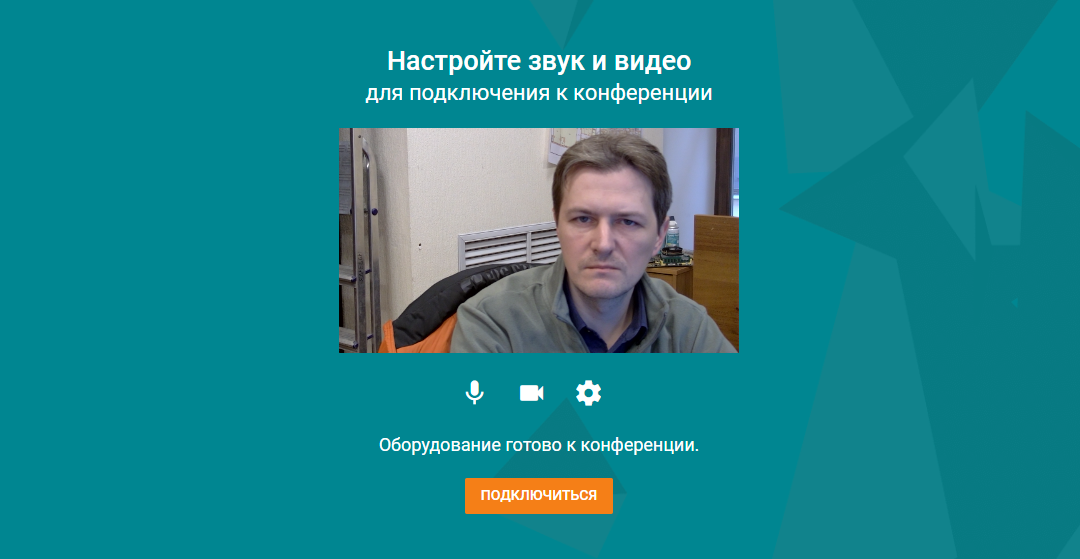 Настройте звук и видео
для подключения к конференции
Оборудование готово к конференции.
ПОДКЛЮЧИТЬСЯ